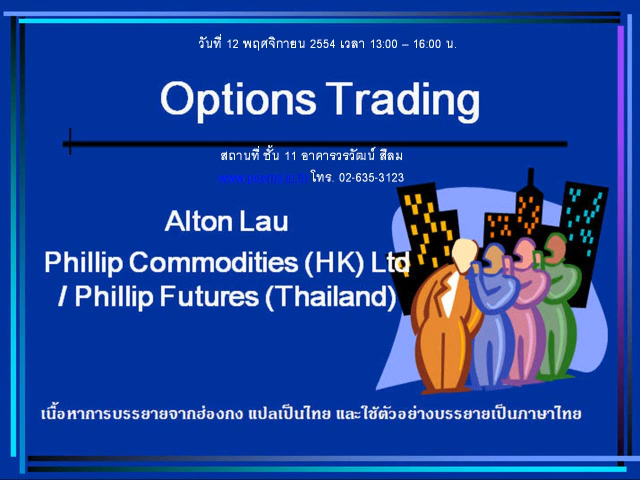 วันที่ 12 พฤศจิกายน 2554 เวลา 13:00 – 16:00 น.
Options Trading
สถานที่ ชั้น 11 อาคารวรวัฒน์ สีลม
โทร. 02-635-3123
Alton Lau
Phillip Commodities (HK) Ltd
/ Phillip Futures (Thailand)
เนื้อหาการบรรยายจากฮ่องกง แปลเป็นไทย และใช้ตัวอย่างบรรยายเป็นภาษาไทย